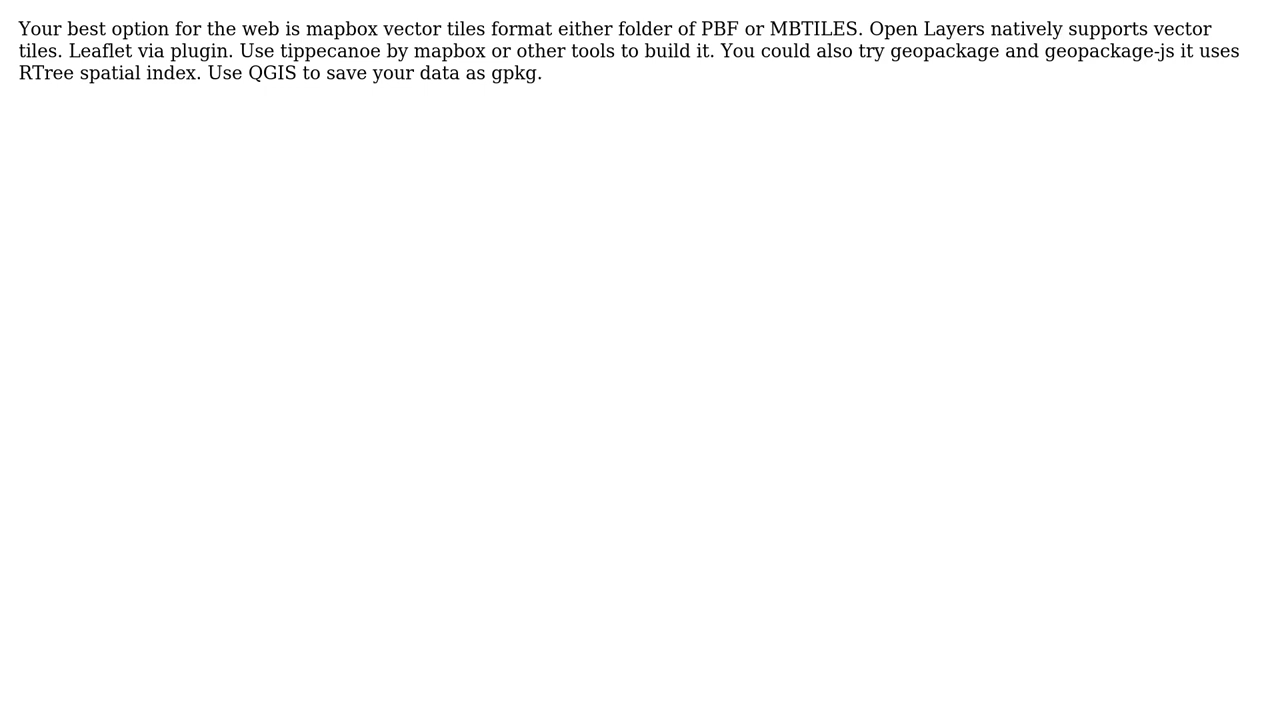 Your best option for the web is mapbox vector tiles format either folder of PBF or MBTILES. Open Layers natively supports vector
tiles. Leaflet via plugin. Use tippecanoe by mapbox or other tools to build it. You could also try geopackage and geopackage-js it uses
RTree spatial index. Use QGIS to save your data as gpkg.